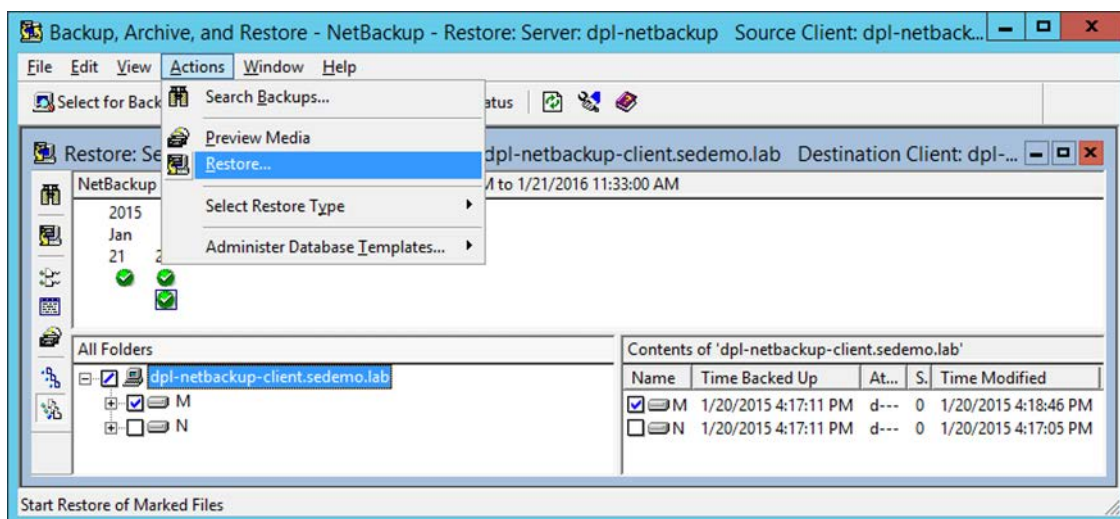 Backup, Archive, and Restore - NetBackup - Restore: Server: dpl-netbackup Source Client: dpl-netback...
File Edit View Actions Window Help
Select for Back
Search Backups...
atus
Preview Media
Restore...
Select Restore Type
Administer Database Templates...
Restore: Se
dpl-netbackup-client.sedemo.lab Destination Client: dpl-...
NetBackup
M to 1/21/2016 11:33:00 AM
2015
Jan
21
All Folders
dpl-netbackup-client.sedemo.lab
M
N
Contents of 'dpl-netbackup-client.sedemo.lab'
Name Time Backed Up At... S. Time Modified
M 1/20/2015 4:17:11 PM d--- 0 1/20/2015 4:18:46 PM
N 1/20/2015 4:17:11 PM d--- 0 1/20/2015 4:17:05 PM
Start Restore of Marked Files